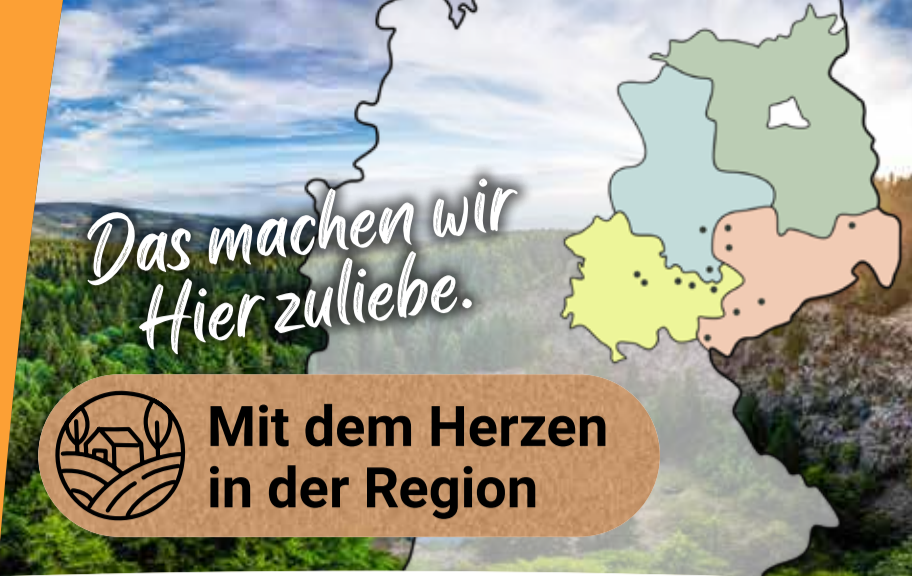 Das machen wir
Hier zuliebe.
Mit dem Herzen
in der Region